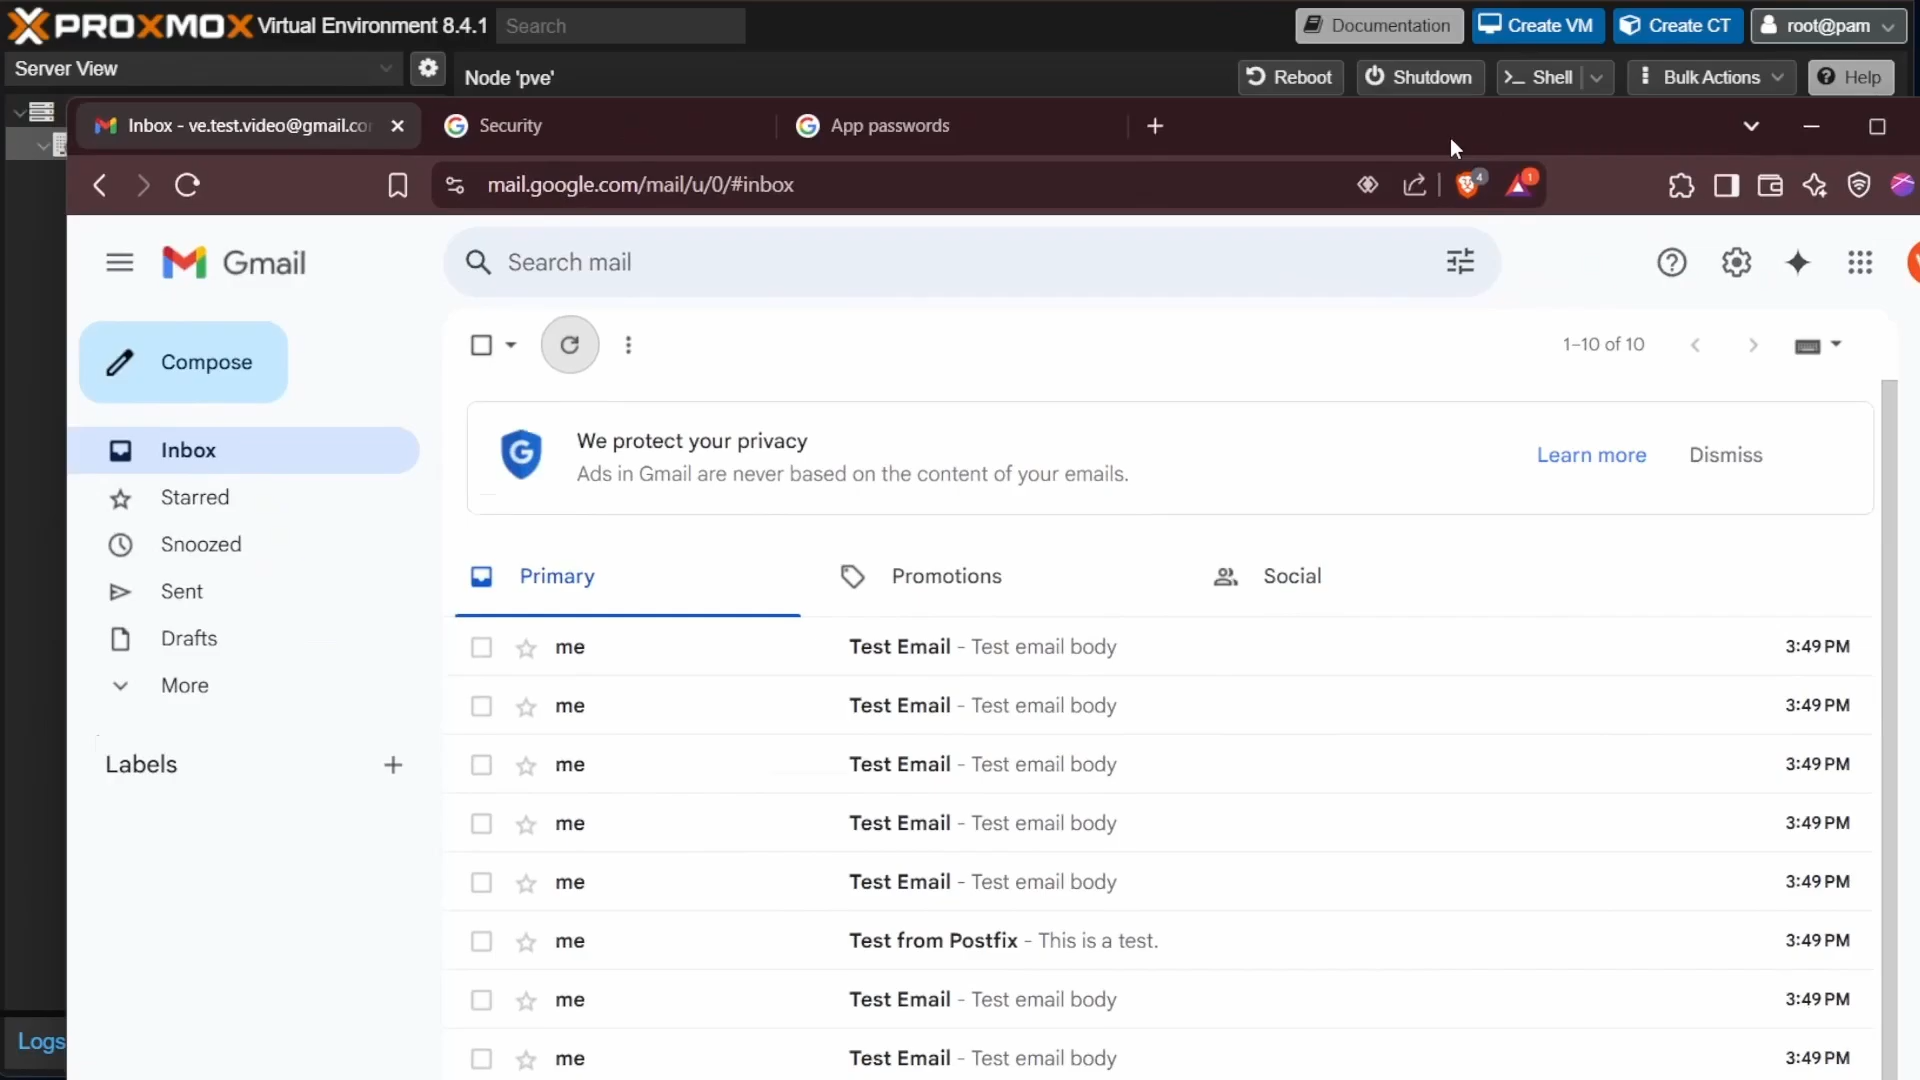 PROXMOX Virtual Environment 8.4.1 Search Documentation Create VM Create CT root@pam
Server View Node 'pve' Reboot Shutdown >_ Shell Bulk Actions Help
Inbox - ve.test.video@gmail.co Security App passwords
mail.google.com/mail/u/0/#inbox 4 1
Gmail Search mail
Compose 1–10 of 10
We protect your privacy
Ads in Gmail are never based on the content of your emails. Learn more Dismiss
Inbox
Starred
Snoozed
Sent
Drafts
More
Labels
Primary Promotions Social
me Test Email - Test email body 3:49 PM
me Test Email - Test email body 3:49 PM
me Test Email - Test email body 3:49 PM
me Test Email - Test email body 3:49 PM
me Test Email - Test email body 3:49 PM
me Test from Postfix - This is a test. 3:49 PM
me Test Email - Test email body 3:49 PM
me Test Email - Test email body 3:49 PM
Logs